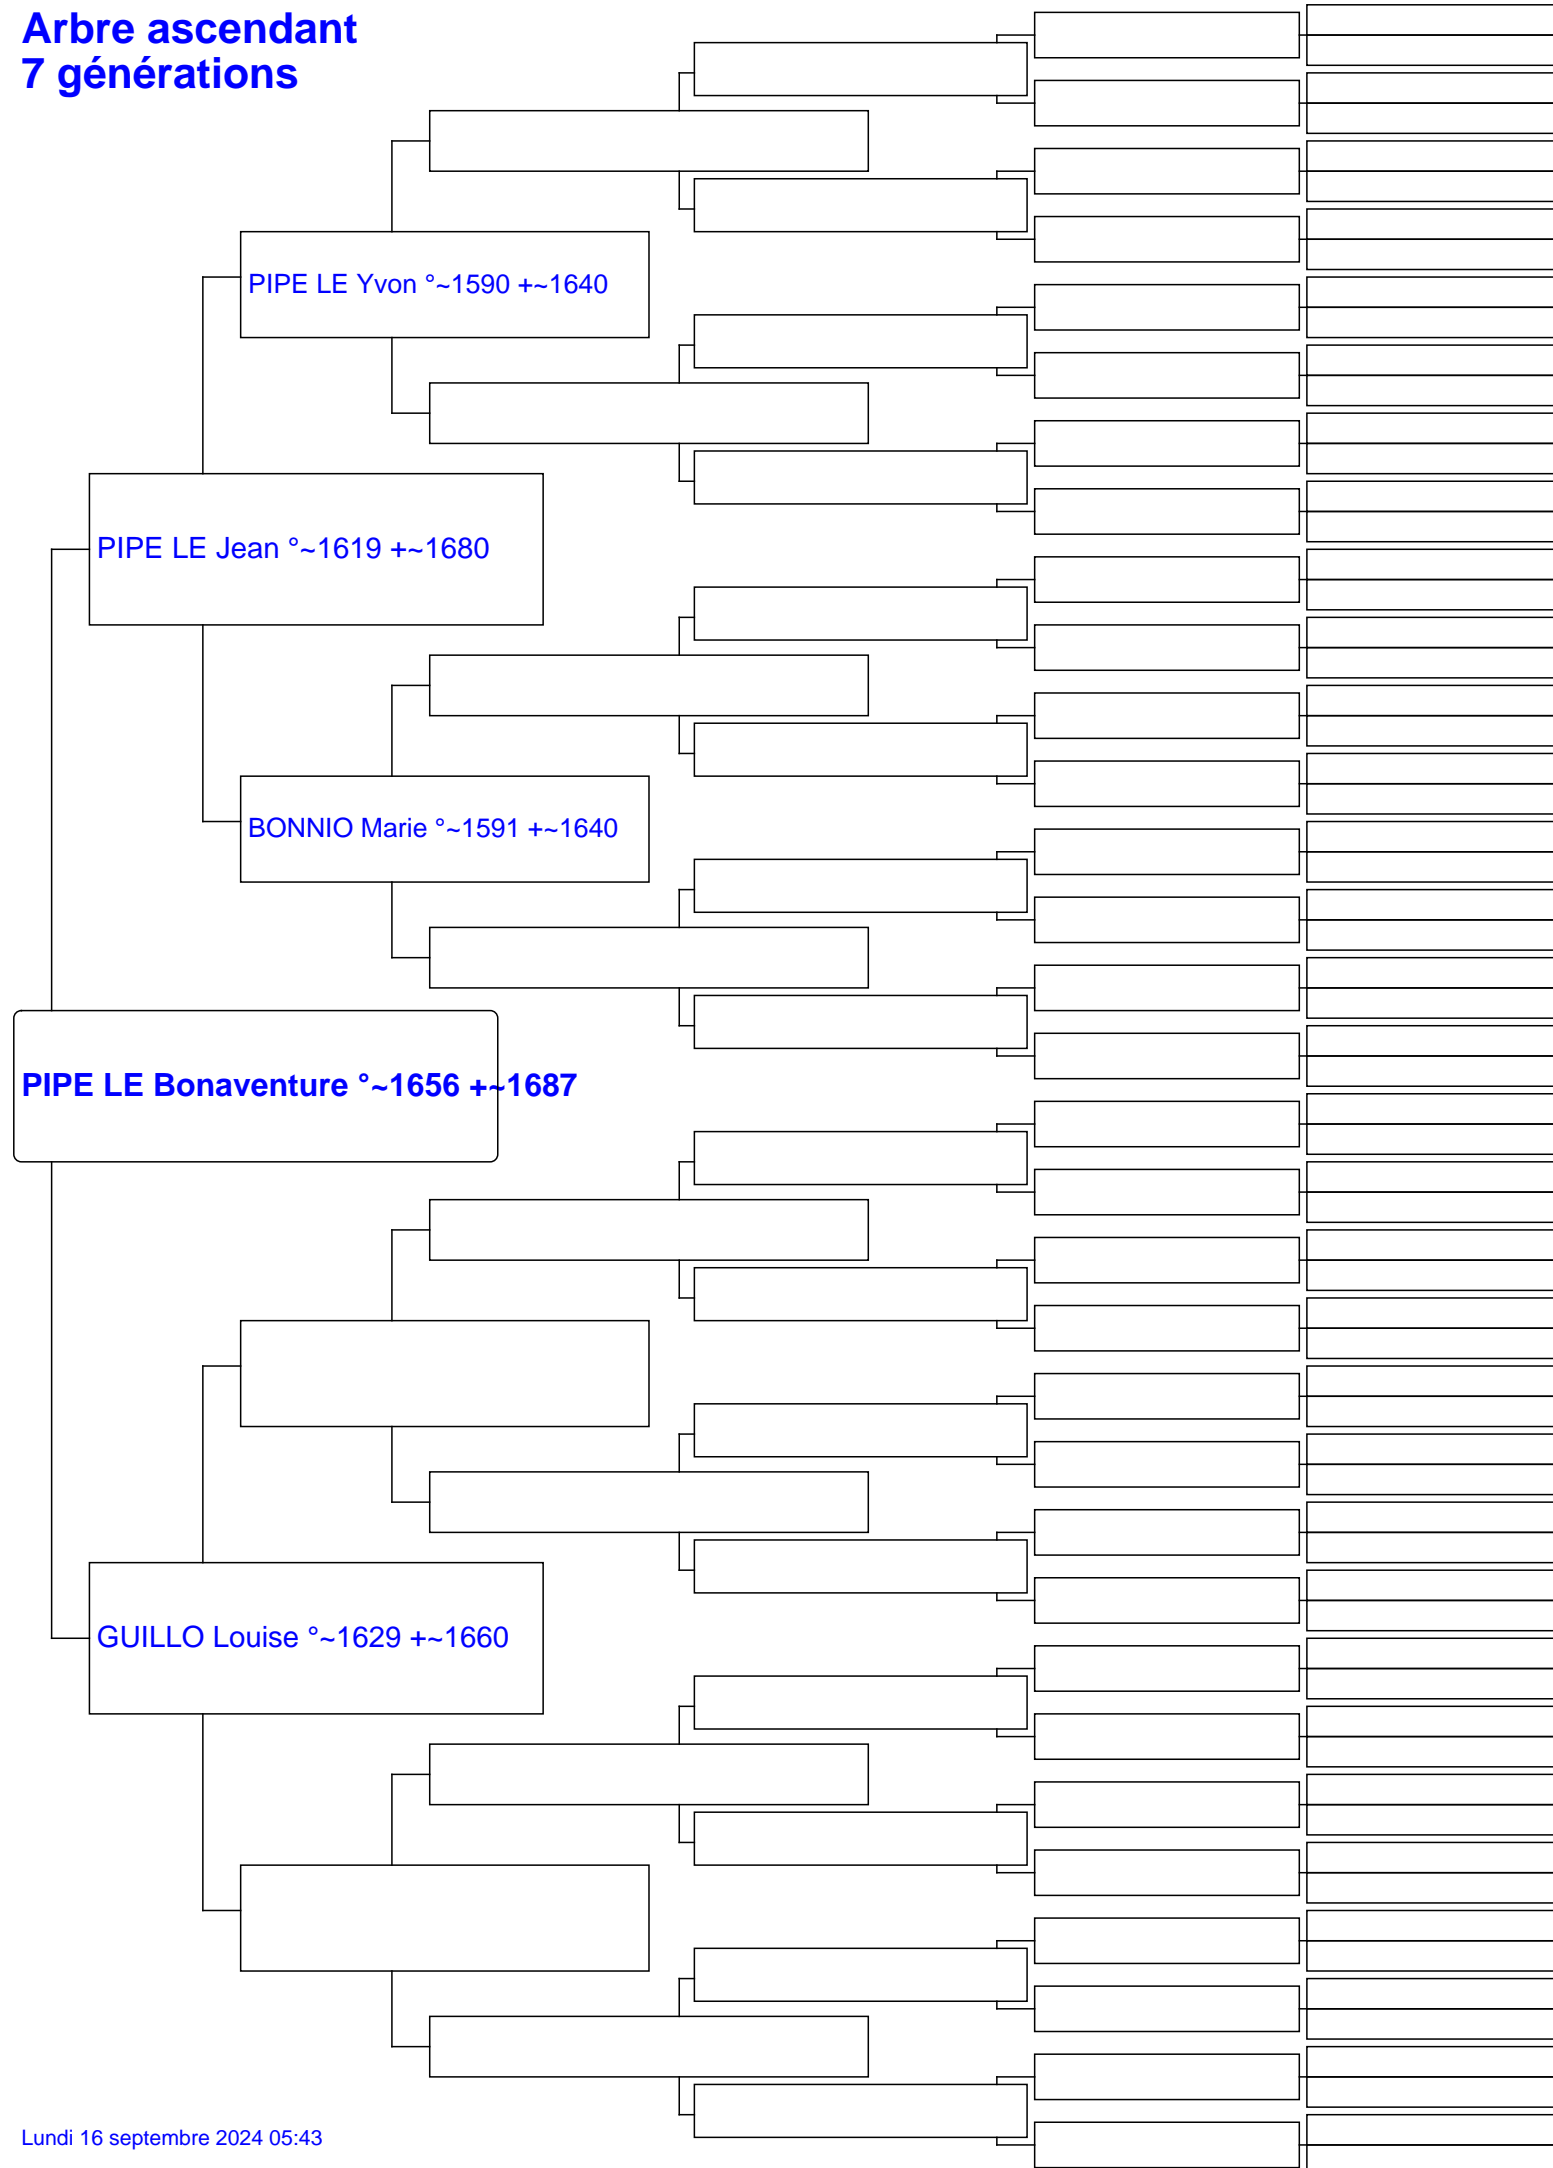 Arbre ascendant
7 générations
PIPE LE Yvon °~1590 +~1640
PIPE LE Jean °~1619 +~1680
BONNIO Marie °~1591 +~1640
PIPE LE Bonaventure °~1656 +~1687
GUILLO Louise °~1629 +~1660
Lundi 16 septembre 2024 05:43